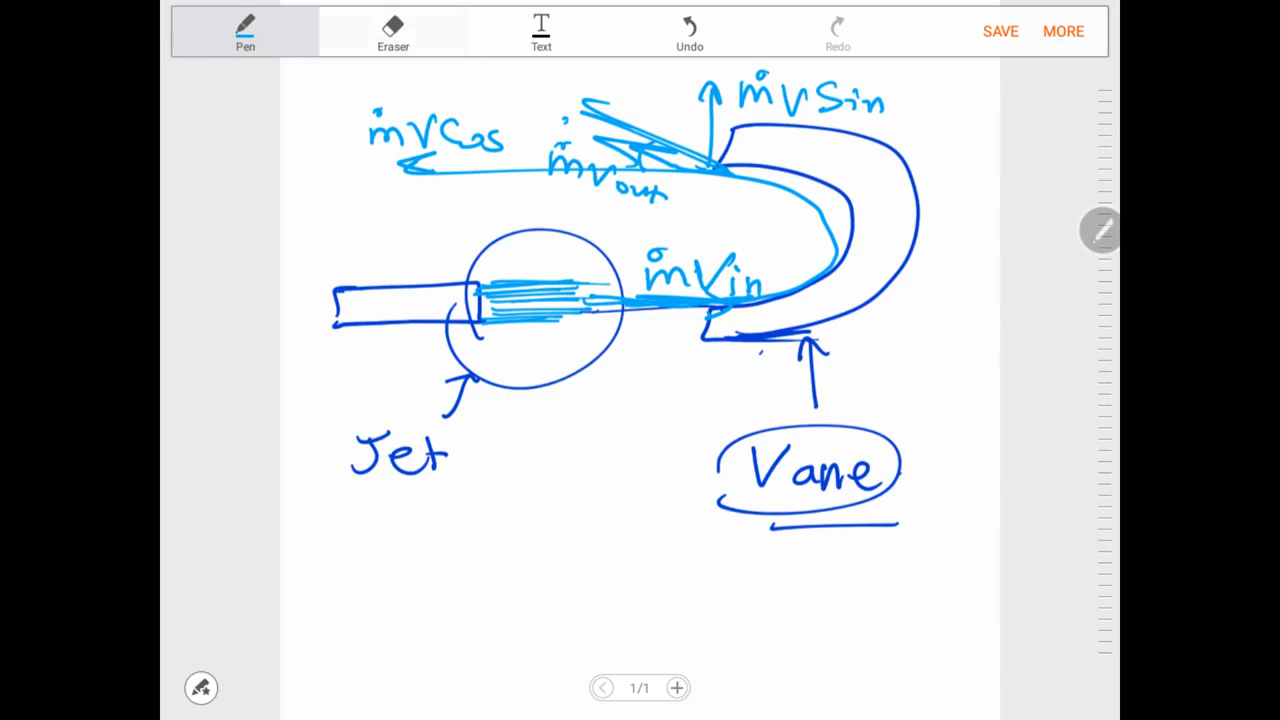 Pen
Eraser
Text
Undo
Redo
SAVE
MORE
ṁVSin
ṁVCos
ṁVout
ṁVin
Jet
Vane
1/1